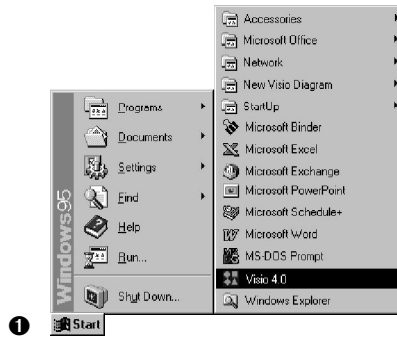 Accessories
Microsoft Office
Network
New Visio Diagram
StartUp
Microsoft Binder
Microsoft Excel
Microsoft Exchange
Microsoft PowerPoint
Microsoft Schedule+
Microsoft Word
MS-DOS Prompt
Visio 4.0
Windows Explorer
Programs
Documents
Settings
Find
Help
Run...
Shut Down...
Windows95
1 Start